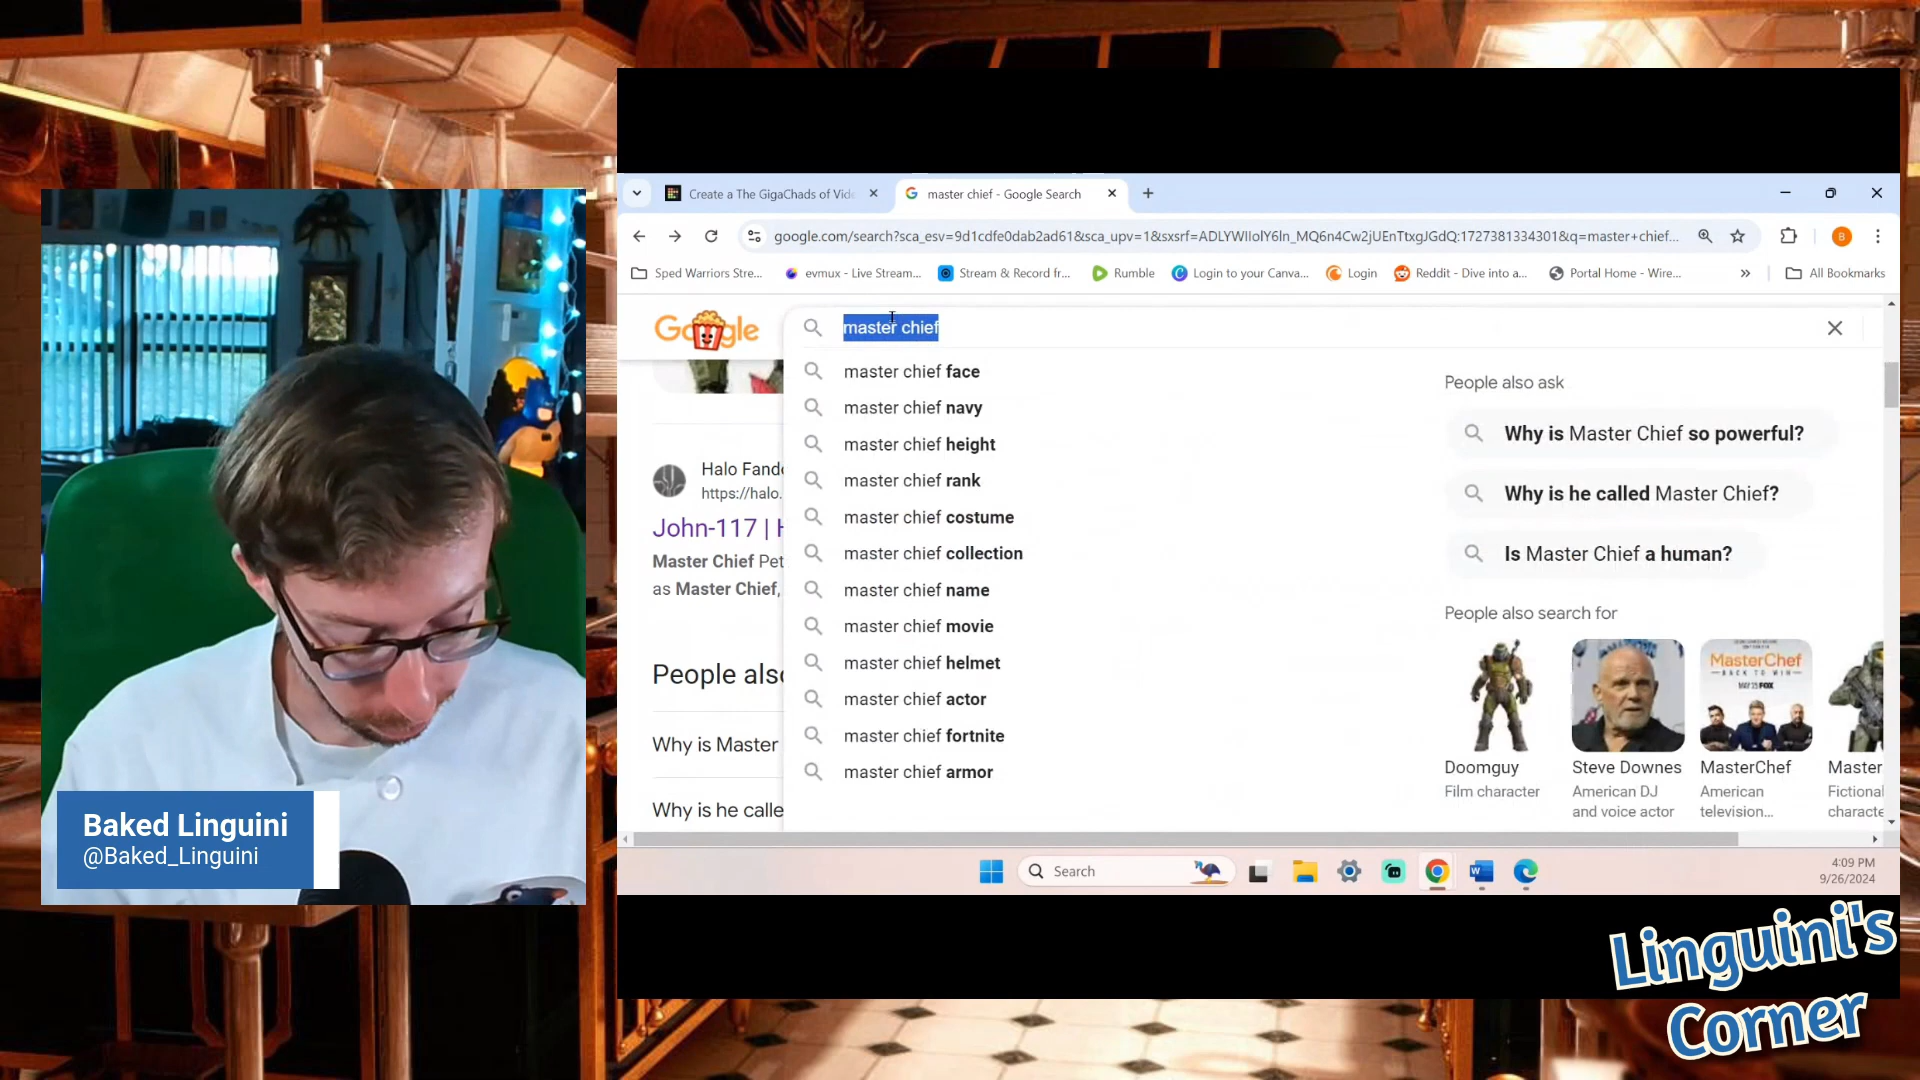 Create a The GigaChads of Vide
master chief - Google Search
google.com/search?sca_esv=9d1cdfe0dab2ad61&sca_upv=1&sxsrf=ADLYWIIoIY6In_MQ6n4Cw2jUEnTtxgJGdQ:1727381334301&q=master+chief...
B
Sped Warriors Stre...
evmux - Live Stream...
Stream & Record fr...
Rumble
Login to your Canva...
Login
Reddit - Dive into a...
Portal Home - Wire...
All Bookmarks
Google
master chief
master chief face
master chief navy
master chief height
master chief rank
master chief costume
master chief collection
master chief name
master chief movie
master chief helmet
master chief actor
master chief fortnite
master chief armor
Halo Fand
https://halo.
John-117 | H
Master Chief Pet
as Master Chief,
People als
Why is Master
Why is he calle
People also ask
Why is Master Chief so powerful?
Why is he called Master Chief?
Is Master Chief a human?
People also search for
MasterChef
BACK TO WIN
FOX
Doomguy
Film character
Steve Downes
American DJ
and voice actor
MasterChef
American
television...
Master
Fictional
characte
Search
W
4:09 PM
9/26/2024
Baked Linguini
@Baked_Linguini
Linguini's
Corner